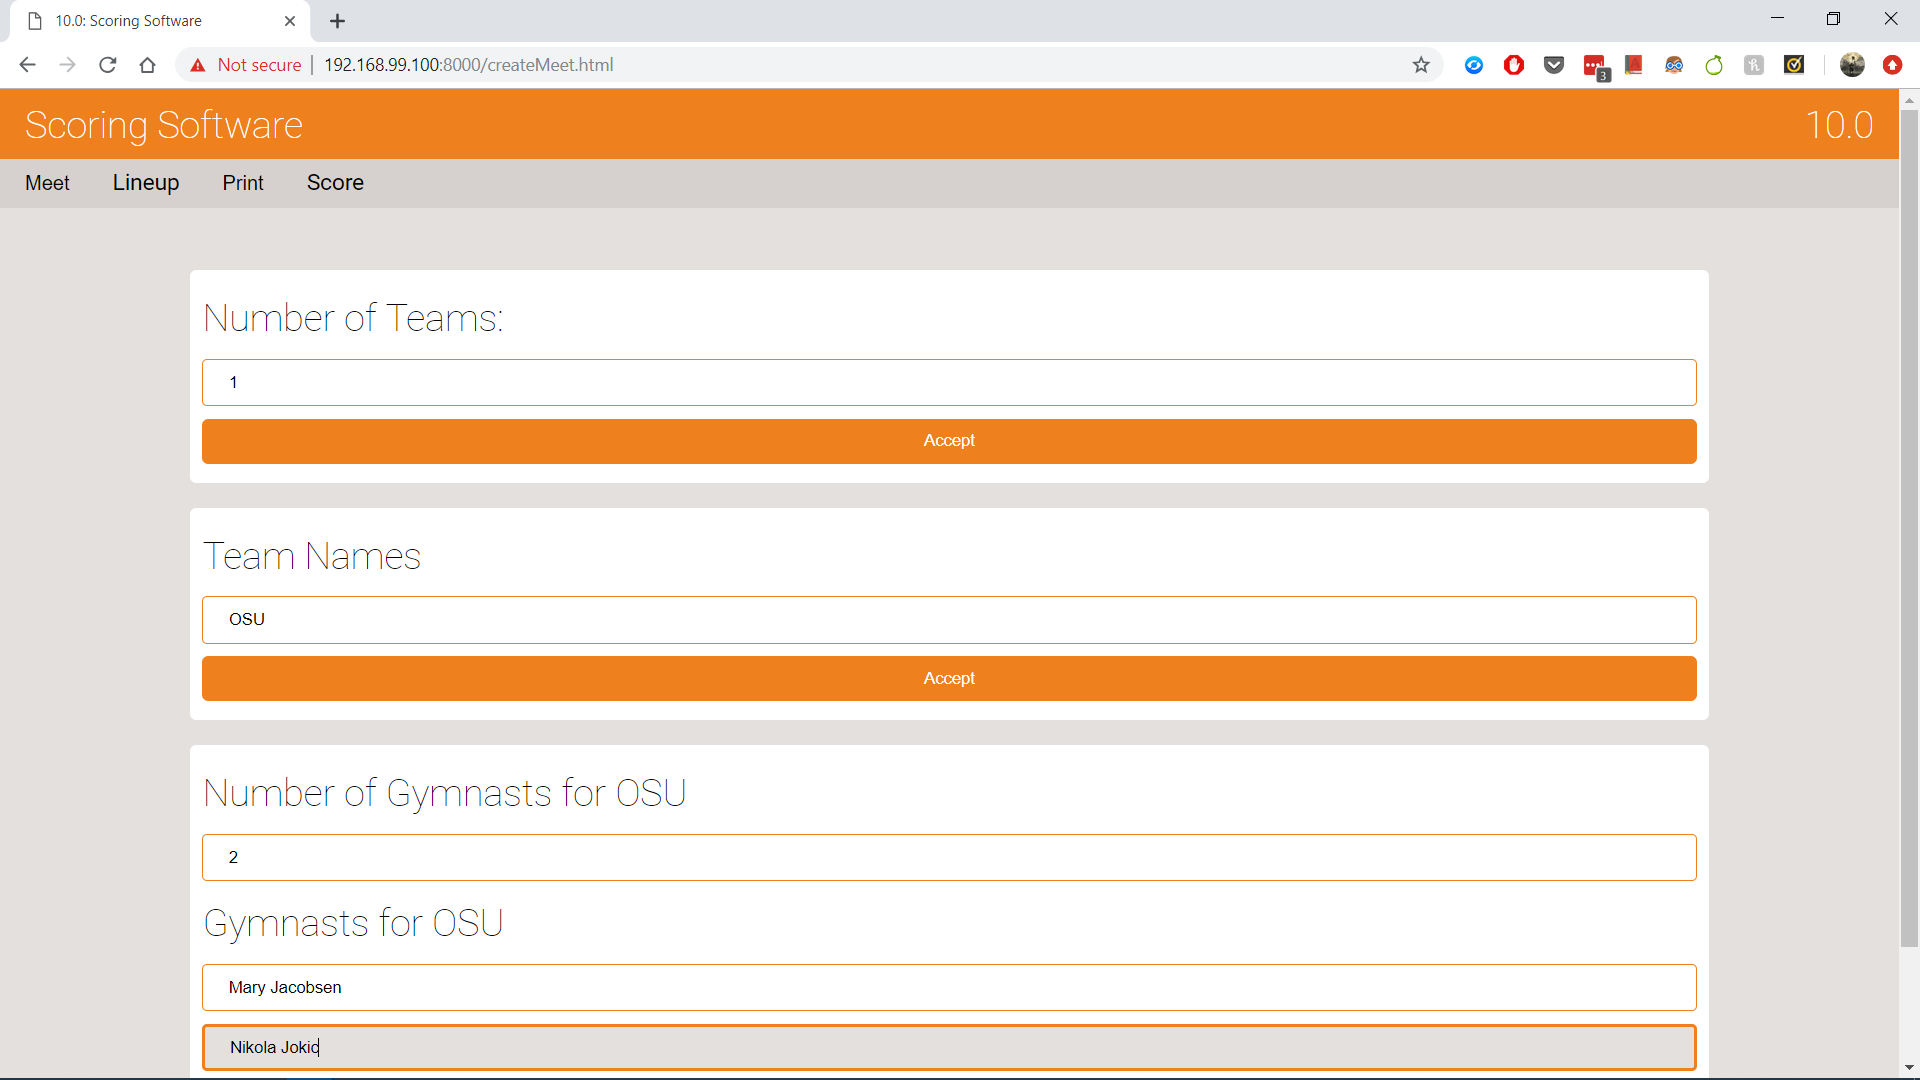 10.0: Scoring Software
Not secure 192.168.99.100:8000/createMeet.html
3
Scoring Software 10.0
Meet Lineup Print Score
Number of Teams:
1
Accept
Team Names
OSU
Accept
Number of Gymnasts for OSU
2
Gymnasts for OSU
Mary Jacobsen
Nikola Jokic